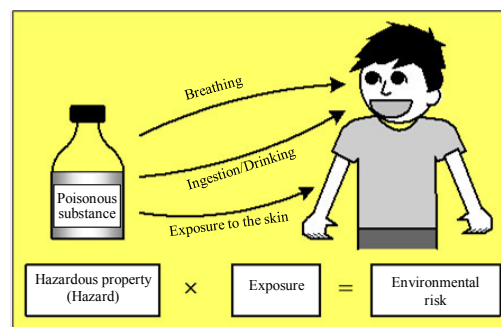 Breathing
Ingestion/Drinking
Poisonous
substance
Exposure to the skin
Hazardous property
(Hazard)
×
Exposure
=
Environmental
risk